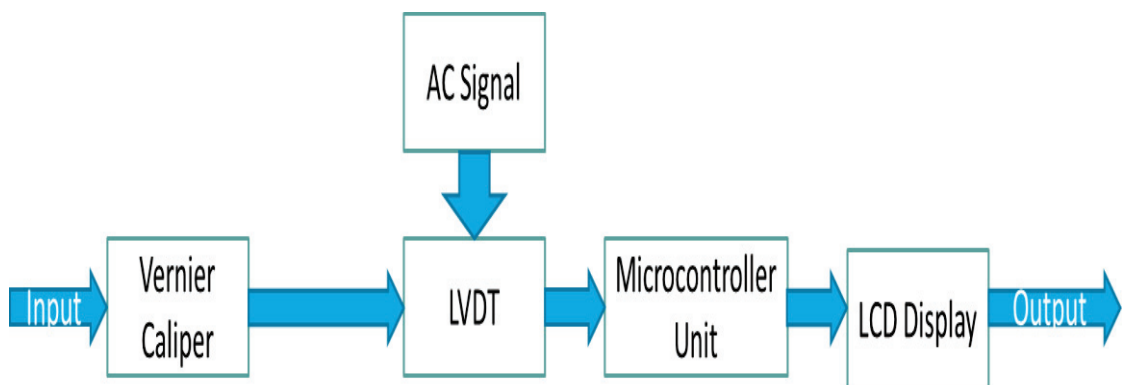 AC Signal
Input
Vernier
Caliper
LVDT
Microcontroller
Unit
LCD Display
Output